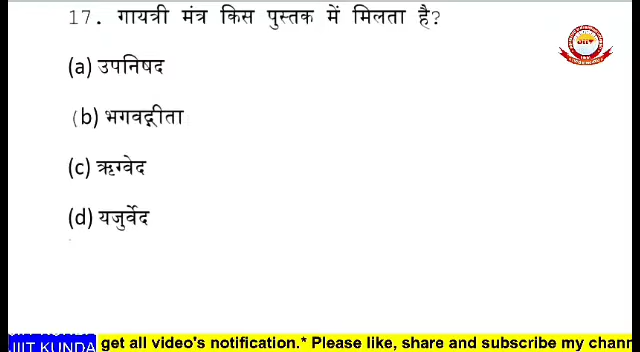 17. गायत्री मंत्र किस पुस्तक में मिलता है?
(a) उपनिषद
(b) भगवद्गीता
(c) ऋग्वेद
(d) यजुर्वेद
JIIT KUNDA get all video's notification.* Please like, share and subscribe my chann